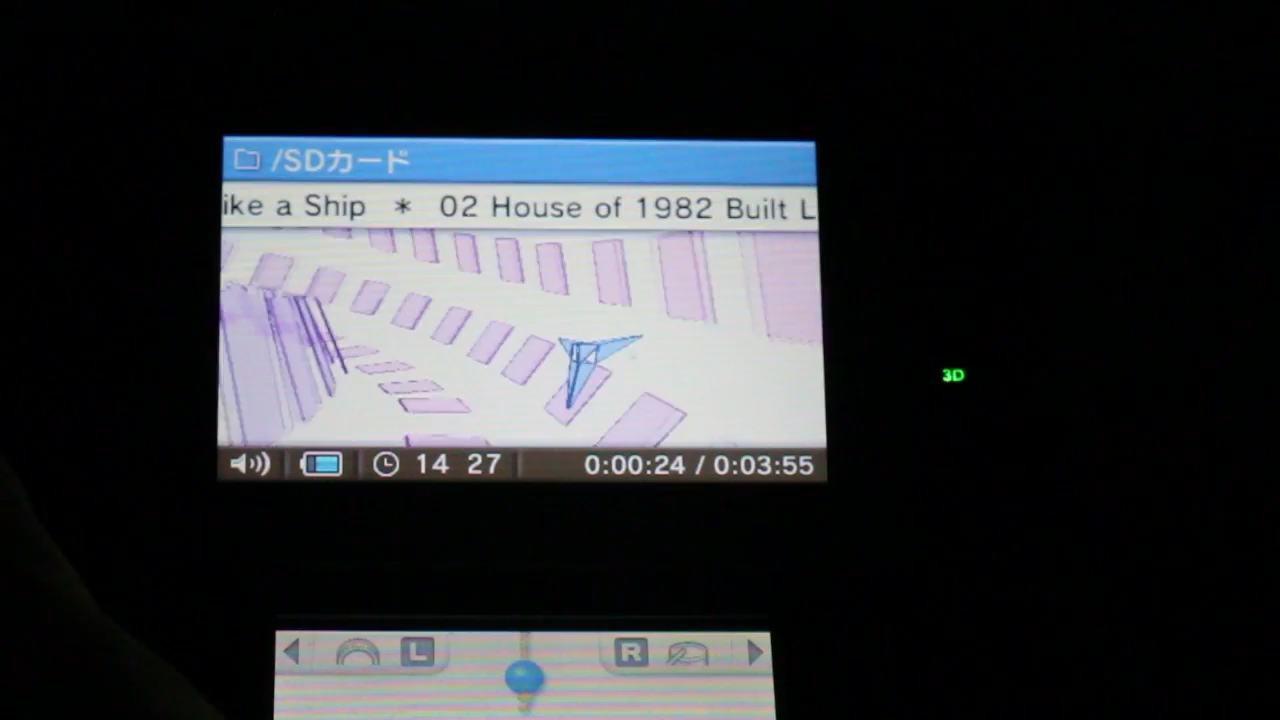 /SDカード
ike a Ship * 02 House of 1982 Built L
14 27 0:00:24 / 0:03:55
3D
L R